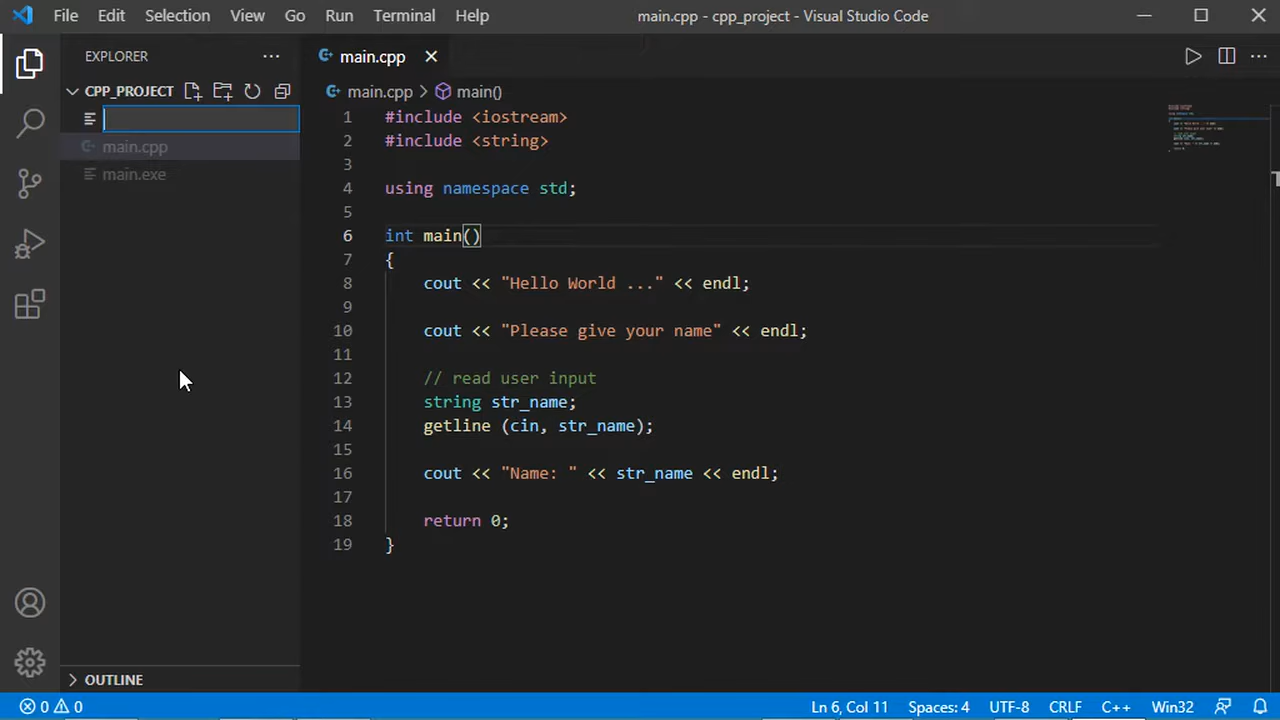 File Edit Selection View Go Run Terminal Help main.cpp - cpp_project - Visual Studio Code
EXPLORER
CPP_PROJECT
main.cpp
main.exe
OUTLINE
main.cpp
main.cpp > main()
1 #include <iostream>
2 #include <string>
3
4 using namespace std;
5
6 int main()
7 {
8 cout << "Hello World ..." << endl;
9
10 cout << "Please give your name" << endl;
11
12 // read user input
13 string str_name;
14 getline (cin, str_name);
15
16 cout << "Name: " << str_name << endl;
17
18 return 0;
19 }
0 0 Ln 6, Col 11 Spaces: 4 UTF-8 CRLF C++ Win32